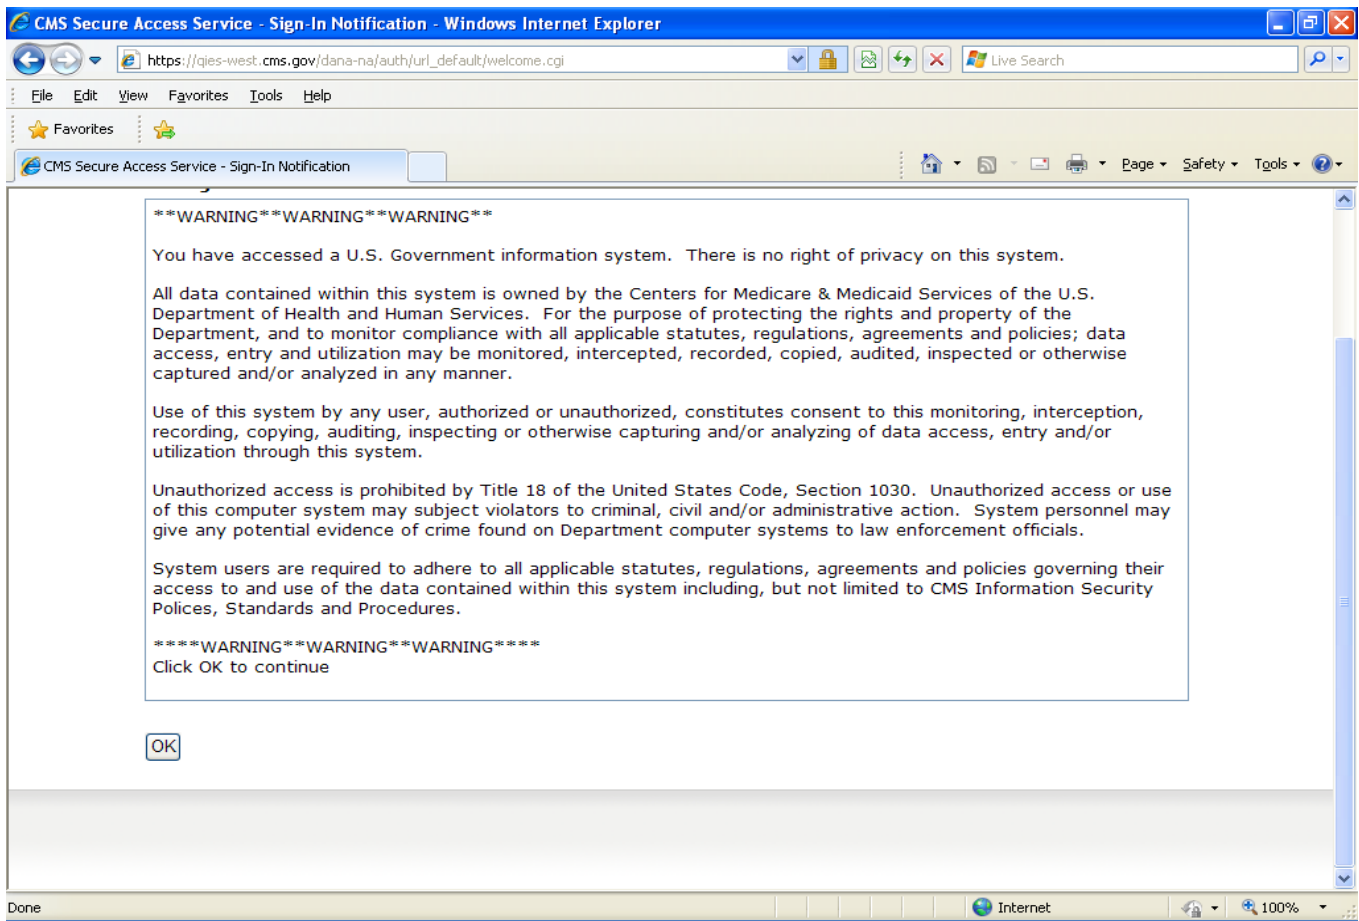 CMS Secure Access Service - Sign-In Notification - Windows Internet Explorer
https://qies-west.cms.gov/dana-na/auth/url_default/welcome.cgi
Live Search
File Edit View Favorites Tools Help
Favorites
CMS Secure Access Service - Sign-In Notification
Page Safety Tools
**WARNING**WARNING**WARNING**
You have accessed a U.S. Government information system. There is no right of privacy on this system.
All data contained within this system is owned by the Centers for Medicare & Medicaid Services of the U.S.
Department of Health and Human Services. For the purpose of protecting the rights and property of the
Department, and to monitor compliance with all applicable statutes, regulations, agreements and policies; data
access, entry and utilization may be monitored, intercepted, recorded, copied, audited, inspected or otherwise
captured and/or analyzed in any manner.
Use of this system by any user, authorized or unauthorized, constitutes consent to this monitoring, interception,
recording, copying, auditing, inspecting or otherwise capturing and/or analyzing of data access, entry and/or
utilization through this system.
Unauthorized access is prohibited by Title 18 of the United States Code, Section 1030. Unauthorized access or use
of this computer system may subject violators to criminal, civil and/or administrative action. System personnel may
give any potential evidence of crime found on Department computer systems to law enforcement officials.
System users are required to adhere to all applicable statutes, regulations, agreements and policies governing their
access to and use of the data contained within this system including, but not limited to CMS Information Security
Polices, Standards and Procedures.
****WARNING**WARNING**WARNING****
Click OK to continue
OK
Done
Internet
100%